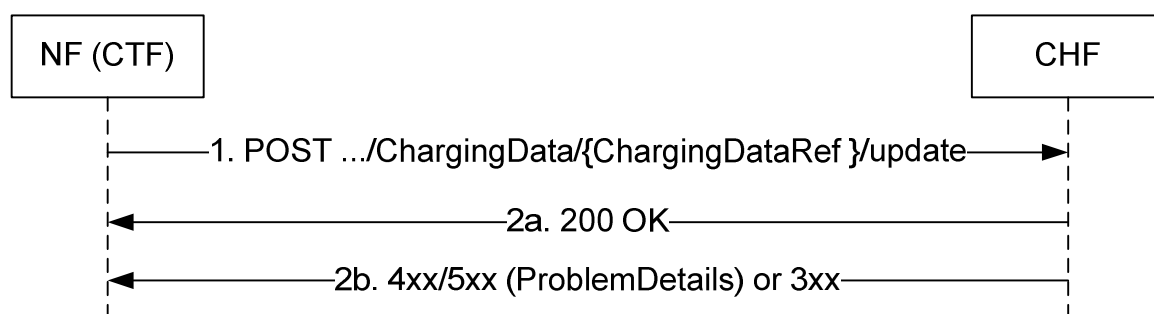 NF (CTF)
CHF
1. POST .../ChargingData/{ChargingDataRef }/update
2a. 200 OK
2b. 4xx/5xx (ProblemDetails) or 3xx